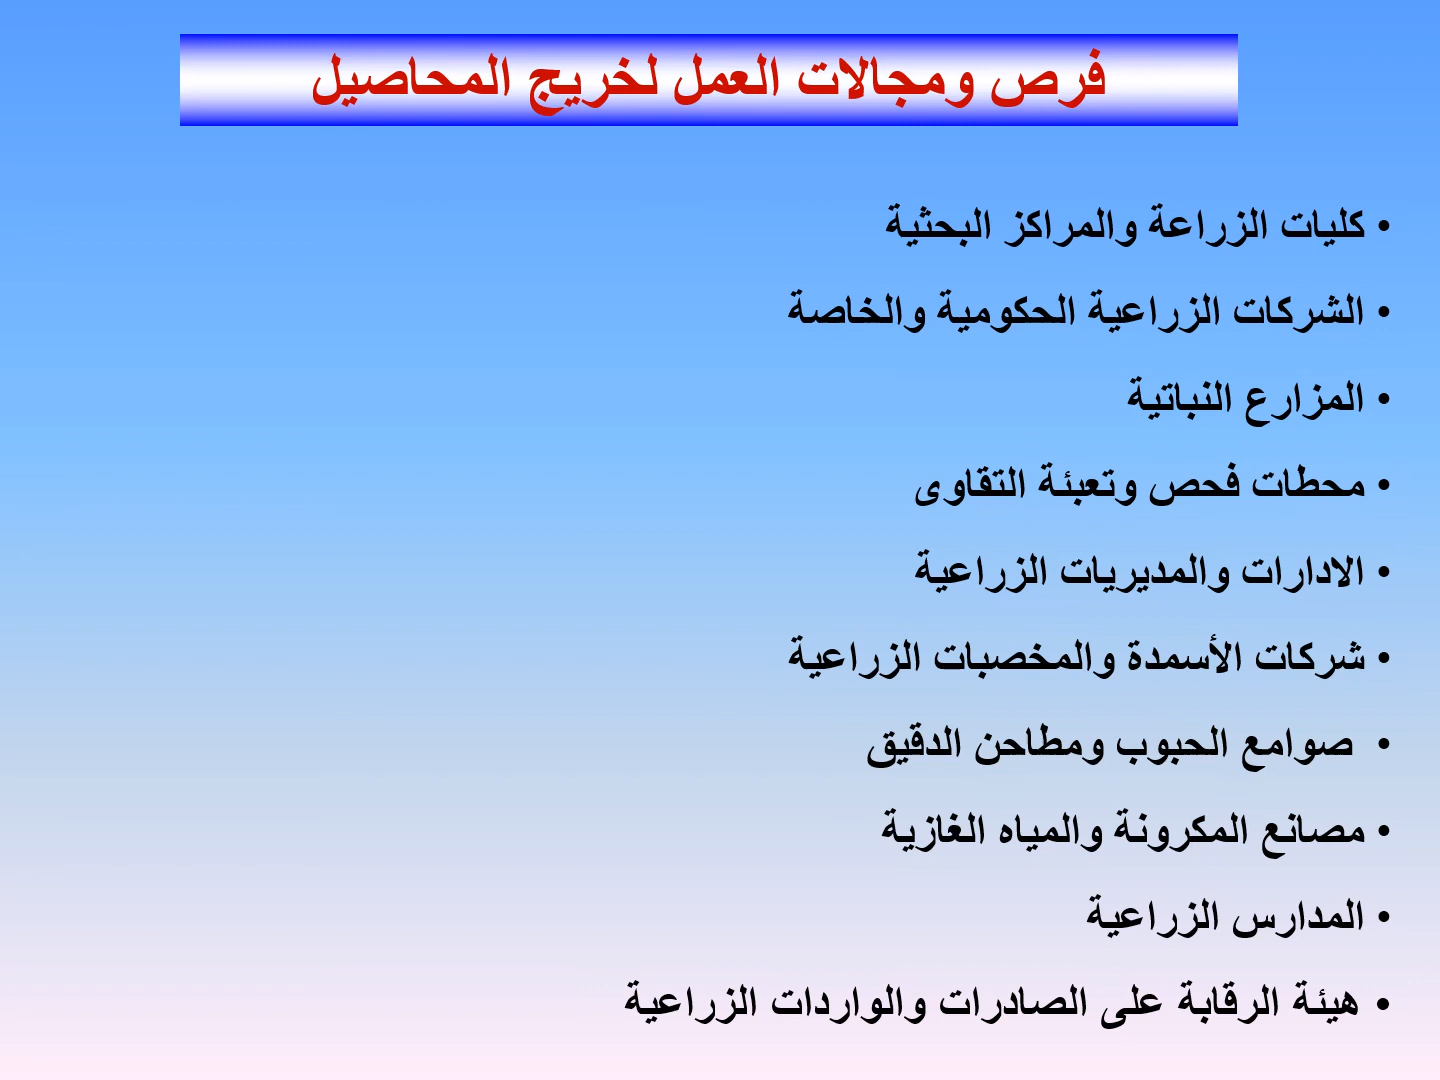 فرص ومجالات العمل لخريج المحاصيل
• كليات الزراعة والمراكز البحثية
• الشركات الزراعية الحكومية والخاصة
• المزارع النباتية
• محطات فحص وتعبئة التقاوى
• الادارات والمديريات الزراعية
• شركات الأسمدة والمخصبات الزراعية
• صوامع الحبوب ومطاحن الدقيق
• مصانع المكرونة والمياه الغازية
• المدارس الزراعية
• هيئة الرقابة على الصادرات والواردات الزراعية